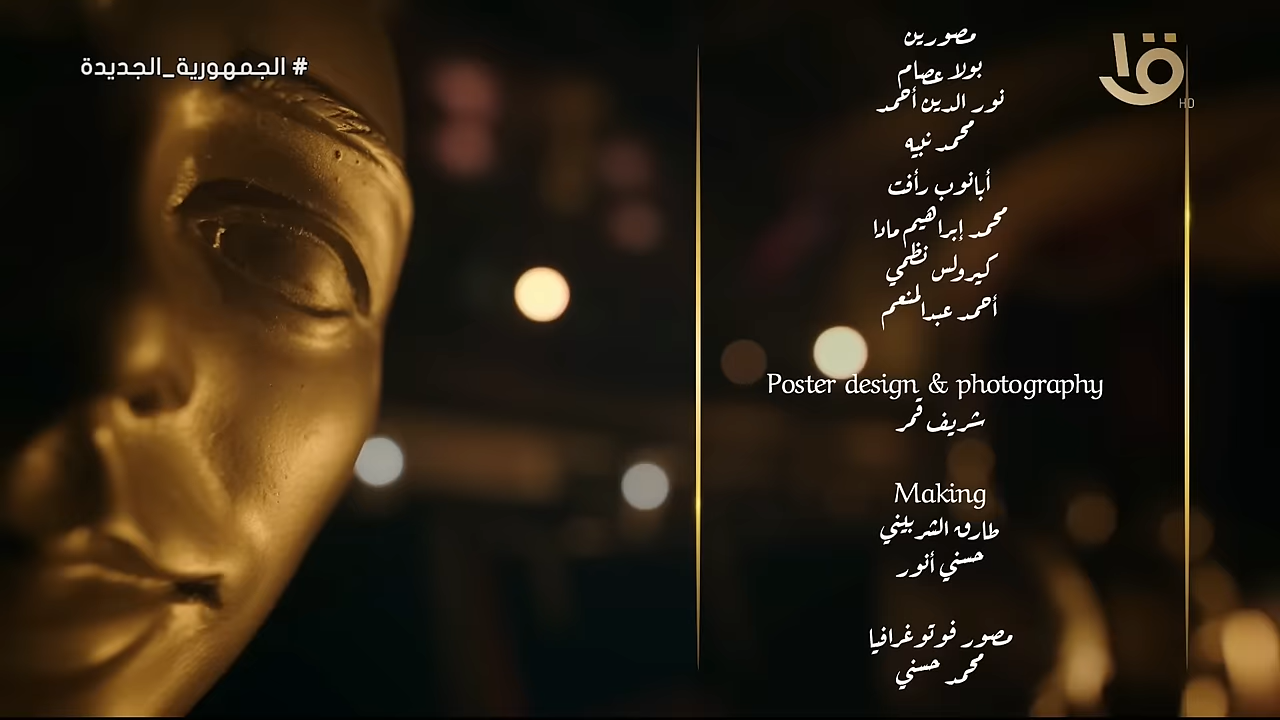 # الجمهورية_الجديدة
HD
مصورين
بولا عصام
نور الدين أحمد
محمد نبيه
أبانوب رأفت
محمد إبراهيم مادا
كيرولس نظمي
أحمد عبدالمنعم
Poster design & photography
شريف قمر
Making
طارق الشربيني
حسني أنور
مصور فوتوغرافيا
محمد حسني